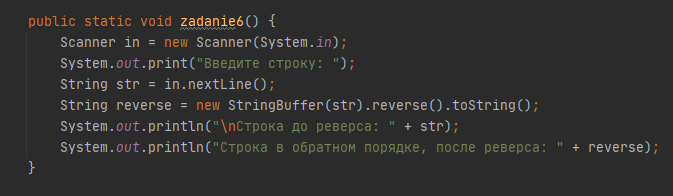 public static void zadanie6() {
Scanner in = new Scanner(System.in);
System.out.print("Введите строку: ");
String str = in.nextLine();
String reverse = new StringBuffer(str).reverse().toString();
System.out.println("\nСтрока до реверса: " + str);
System.out.println("Строка в обратном порядке, после реверса: " + reverse);
}